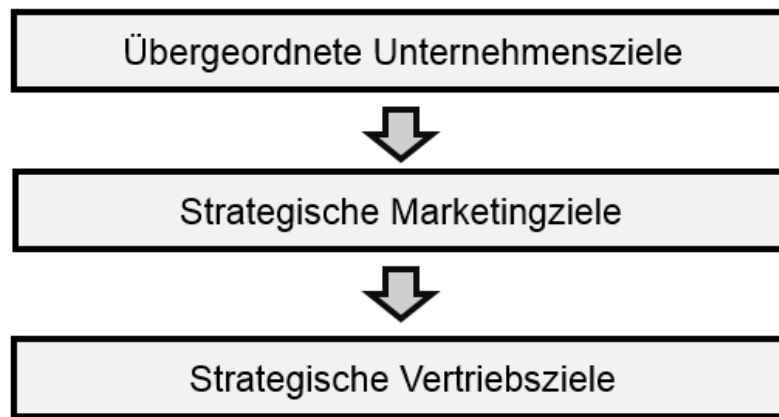 Übergeordnete Unternehmensziele
Strategische Marketingziele
Strategische Vertriebsziele